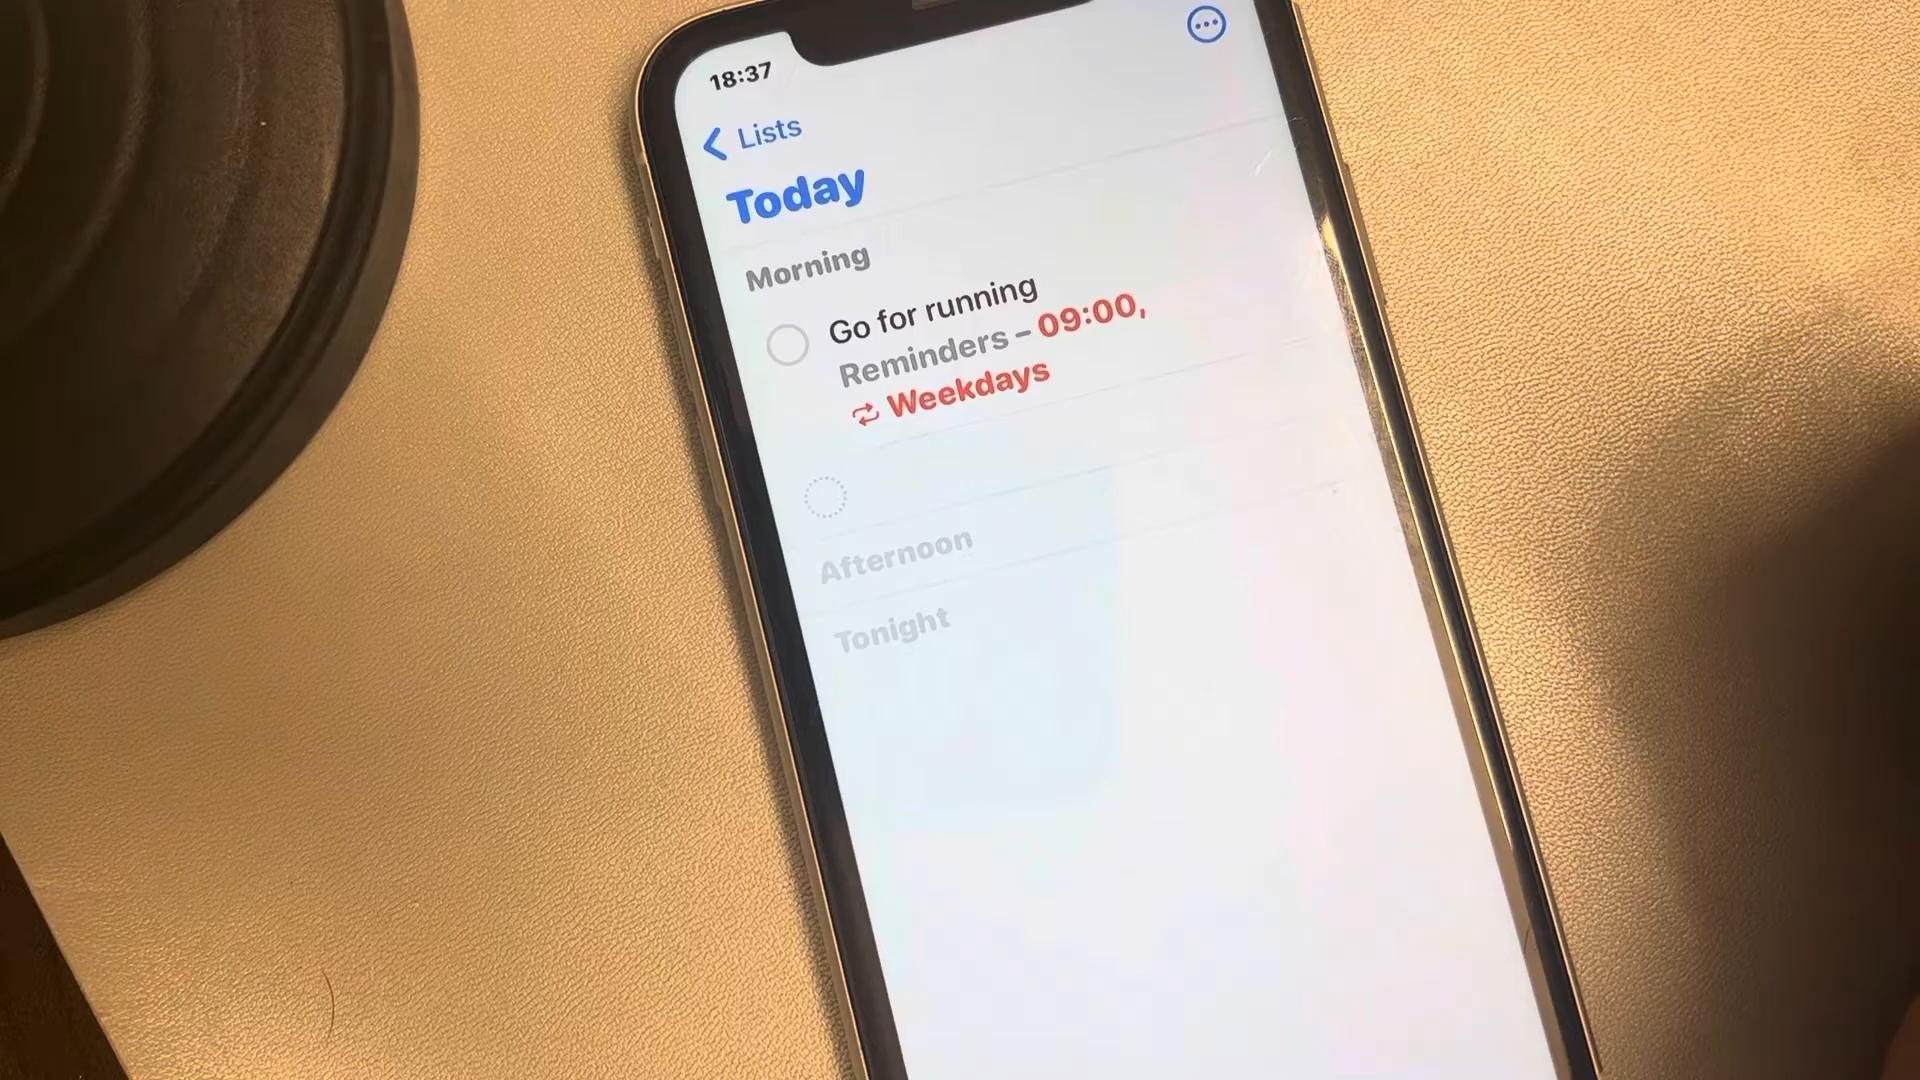 18:37
Lists
Today
Morning
Go for running
Reminders – 09:00,
Weekdays
Afternoon
Tonight